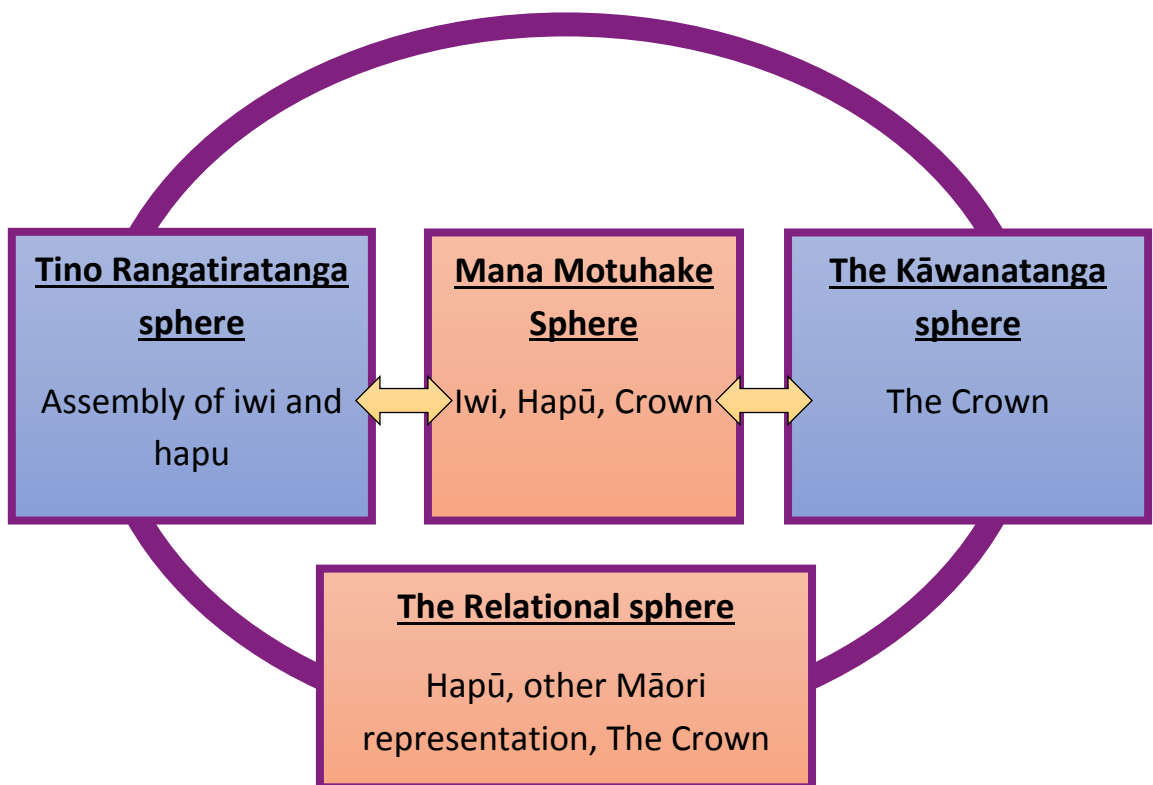 Tino Rangatiratanga
sphere
Assembly of iwi and
hapu
Mana Motuhake
Sphere
Iwi, Hapū, Crown
The Kāwanatanga
sphere
The Crown
The Relational sphere
Hapū, other Māori
representation, The Crown